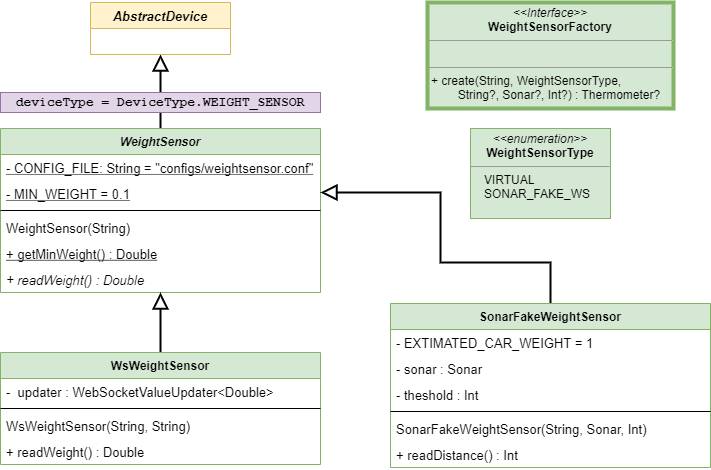 AbstractDevice
deviceType = DeviceType.WEIGHT_SENSOR
WeightSensor
- CONFIG_FILE: String = "configs/weightsensor.conf"
- MIN_WEIGHT = 0.1
WeightSensor(String)
+ getMinWeight() : Double
+ readWeight() : Double
WsWeightSensor
- updater : WebSocketValueUpdater<Double>
WsWeightSensor(String, String)
+ readWeight() : Double
<<Interface>>
WeightSensorFactory
+ create(String, WeightSensorType,
String?, Sonar?, Int?) : Thermometer?
<<enumeration>>
WeightSensorType
VIRTUAL
SONAR_FAKE_WS
SonarFakeWeightSensor
- EXTIMATED_CAR_WEIGHT = 1
- sonar : Sonar
- theshold : Int
SonarFakeWeightSensor(String, Sonar, Int)
+ readDistance() : Int